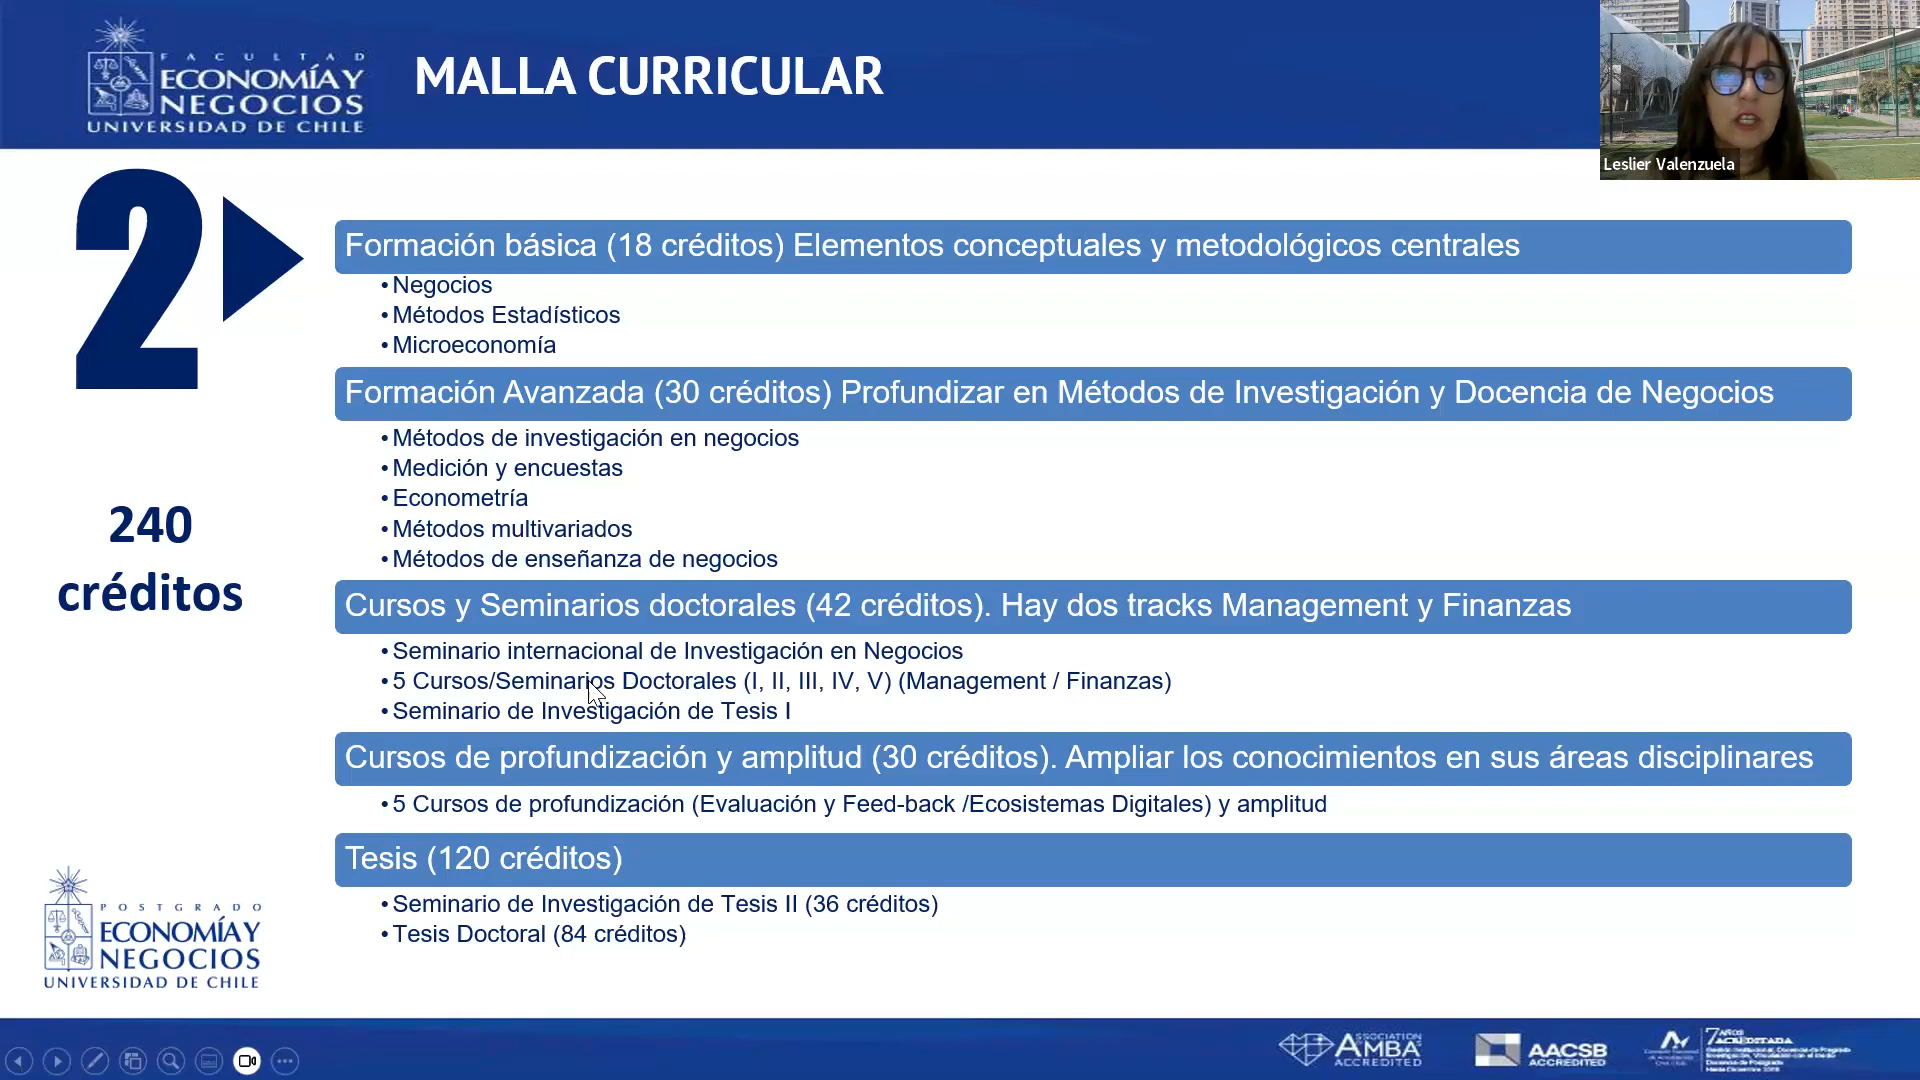 FACULTAD
ECONOMÍA Y
NEGOCIOS
UNIVERSIDAD DE CHILE
MALLA CURRICULAR
Leslier Valenzuela
2
Formación básica (18 créditos) Elementos conceptuales y metodológicos centrales
• Negocios
• Métodos Estadísticos
• Microeconomía
Formación Avanzada (30 créditos) Profundizar en Métodos de Investigación y Docencia de Negocios
• Métodos de investigación en negocios
• Medición y encuestas
• Econometría
• Métodos multivariados
• Métodos de enseñanza de negocios
240
créditos
Cursos y Seminarios doctorales (42 créditos). Hay dos tracks Management y Finanzas
• Seminario internacional de Investigación en Negocios
• 5 Cursos/Seminarios Doctorales (I, II, III, IV, V) (Management / Finanzas)
• Seminario de Investigación de Tesis I
Cursos de profundización y amplitud (30 créditos). Ampliar los conocimientos en sus áreas disciplinares
• 5 Cursos de profundización (Evaluación y Feed-back /Ecosistemas Digitales) y amplitud
Tesis (120 créditos)
• Seminario de Investigación de Tesis II (36 créditos)
• Tesis Doctoral (84 créditos)
POSTGRADO
ECONOMÍA Y
NEGOCIOS
UNIVERSIDAD DE CHILE
ASSOCIATION
AMBA
ACCREDITED
AACSB
ACCREDITED
7 AÑOS
ACREDITADA